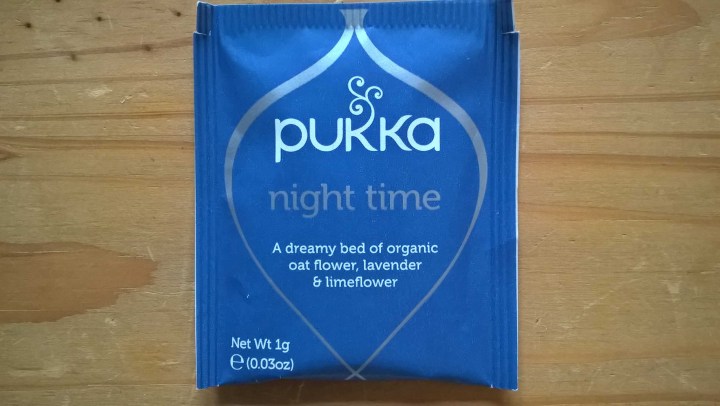 pukka
night time
A dreamy bed of organic
oat flower, lavender
& limeflower
Net Wt 1g
℮ (0.03oz)